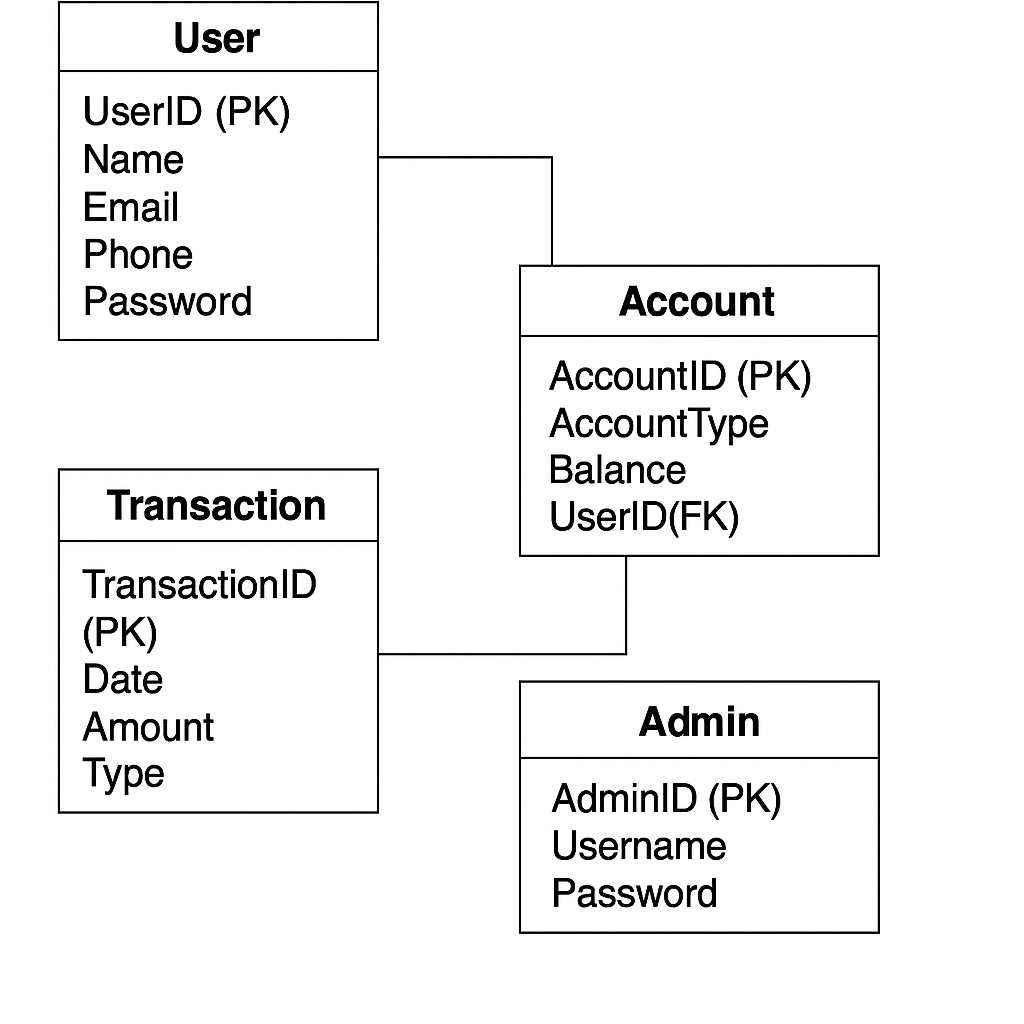 User
UserID (PK)
Name
Email
Phone
Password
Account
AccountID (PK)
AccountType
Balance
UserID(FK)
Transaction
TransactionID
(PK)
Date
Amount
Type
Admin
AdminID (PK)
Username
Password